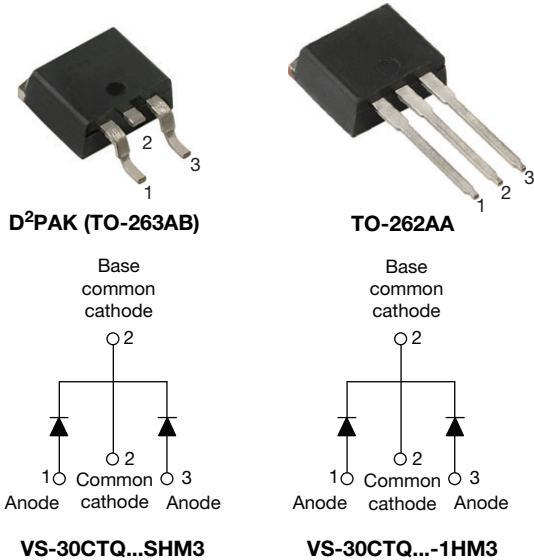 2
1
3
D²PAK (TO-263AB)
1
2
3
TO-262AA
Base
common
cathode
2
1
2
3
Anode
Common
cathode
Anode
VS-30CTQ...SHM3
Base
common
cathode
2
1
2
3
Anode
Common
cathode
Anode
VS-30CTQ...-1HM3